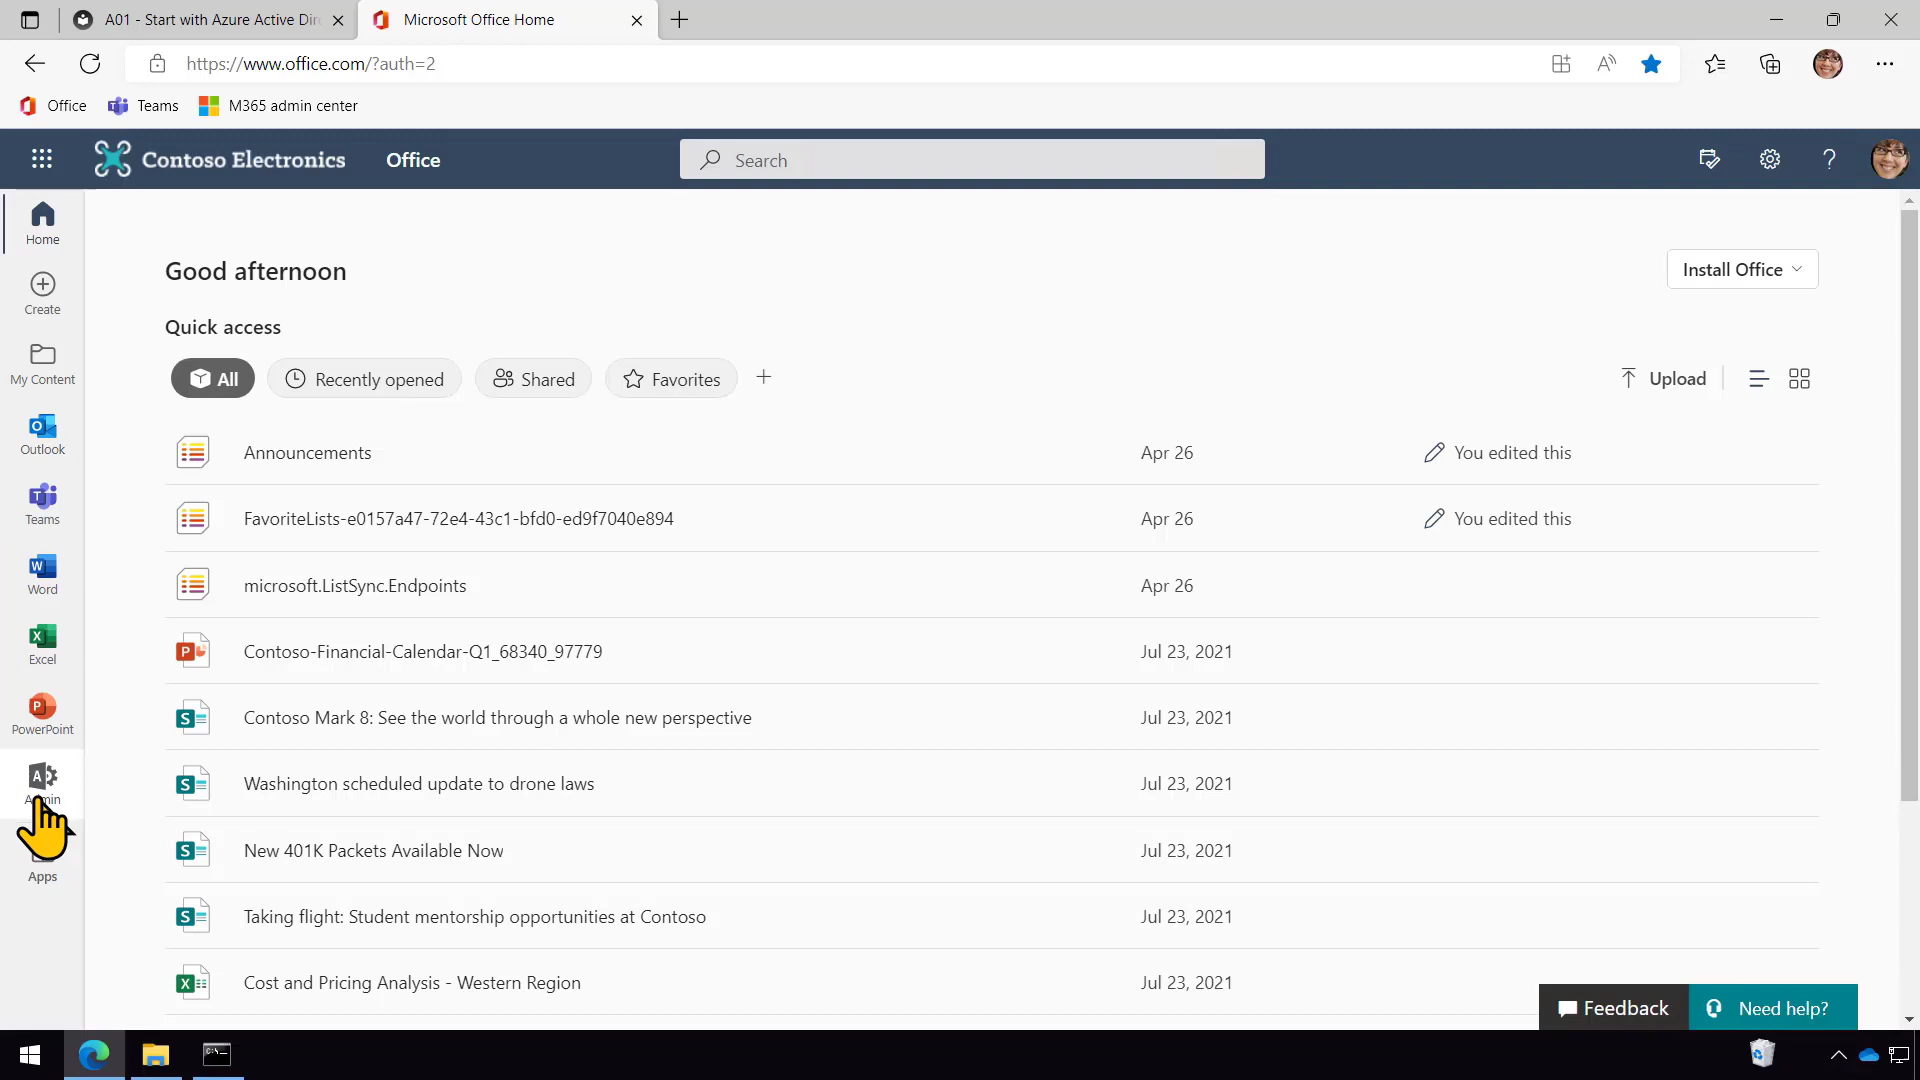 A01 - Start with Azure Active Dir
Microsoft Office Home
https://www.office.com/?auth=2
Office
Teams
M365 admin center
Contoso Electronics
Office
Search
Home
Create
My Content
Outlook
Teams
Word
Excel
PowerPoint
Admin
Apps
Good afternoon
Install Office
Quick access
All
Recently opened
Shared
Favorites
Upload
Announcements Apr 26 You edited this
FavoriteLists-e0157a47-72e4-43c1-bfd0-ed9f7040e894 Apr 26 You edited this
microsoft.ListSync.Endpoints Apr 26
Contoso-Financial-Calendar-Q1_68340_97779 Jul 23, 2021
Contoso Mark 8: See the world through a whole new perspective Jul 23, 2021
Washington scheduled update to drone laws Jul 23, 2021
New 401K Packets Available Now Jul 23, 2021
Taking flight: Student mentorship opportunities at Contoso Jul 23, 2021
Cost and Pricing Analysis - Western Region Jul 23, 2021
Feedback
Need help?